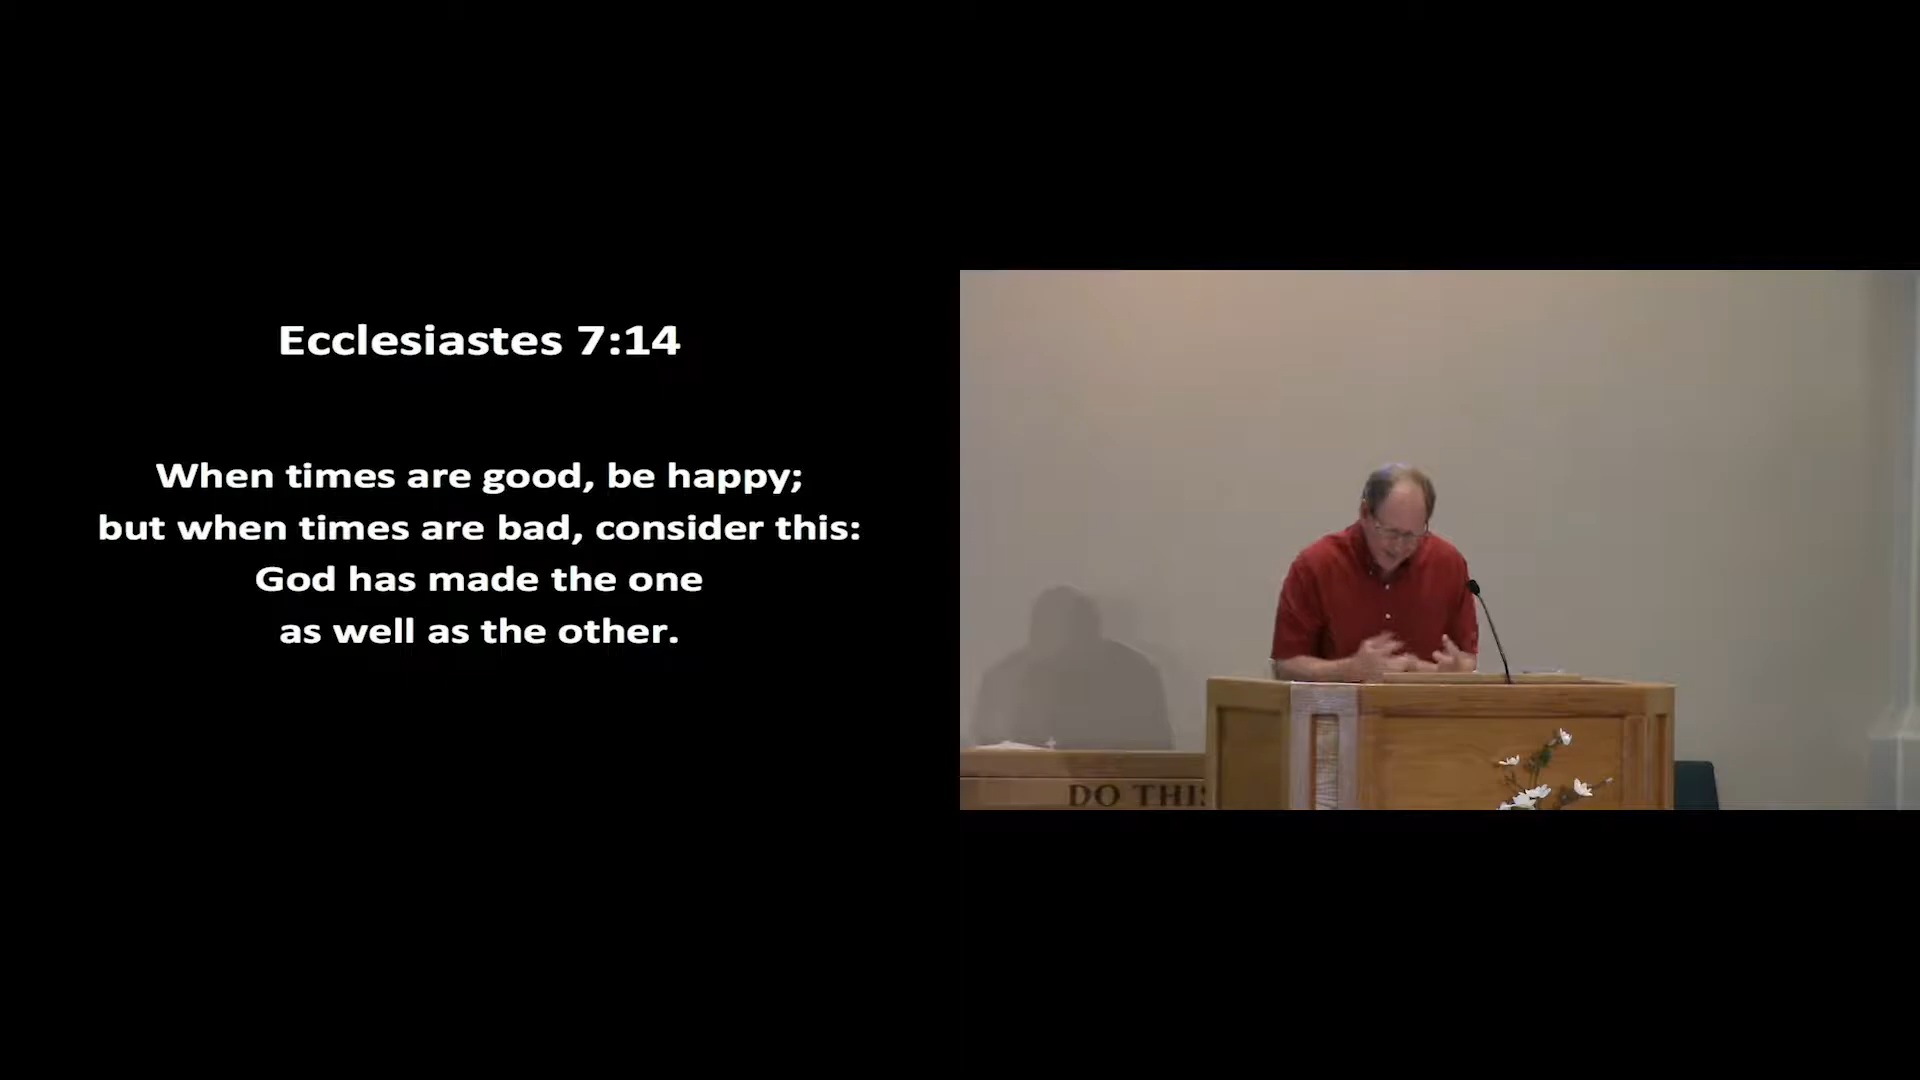 Ecclesiastes 7:14
When times are good, be happy;
but when times are bad, consider this:
God has made the one
as well as the other.
DO THIS